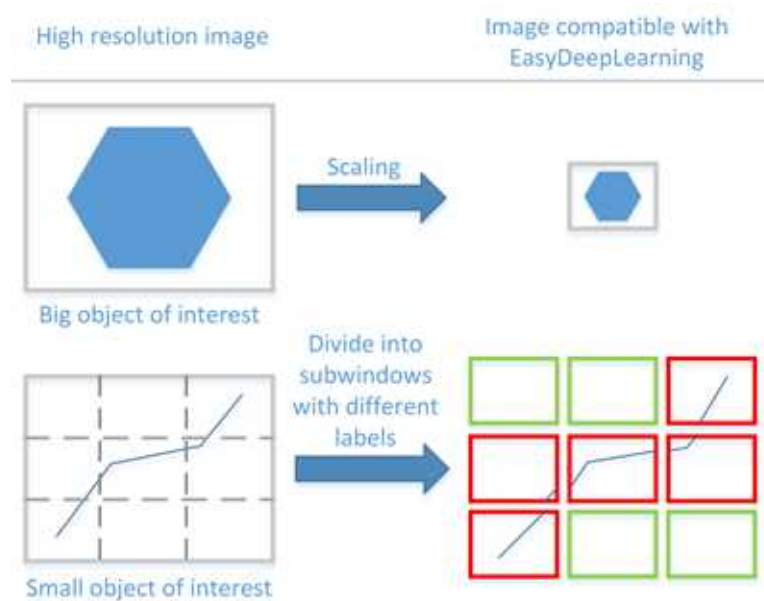 High resolution image
Image compatible with
EasyDeepLearning
Scaling
Big object of interest
Divide into
subwindows
with different
labels
Small object of interest